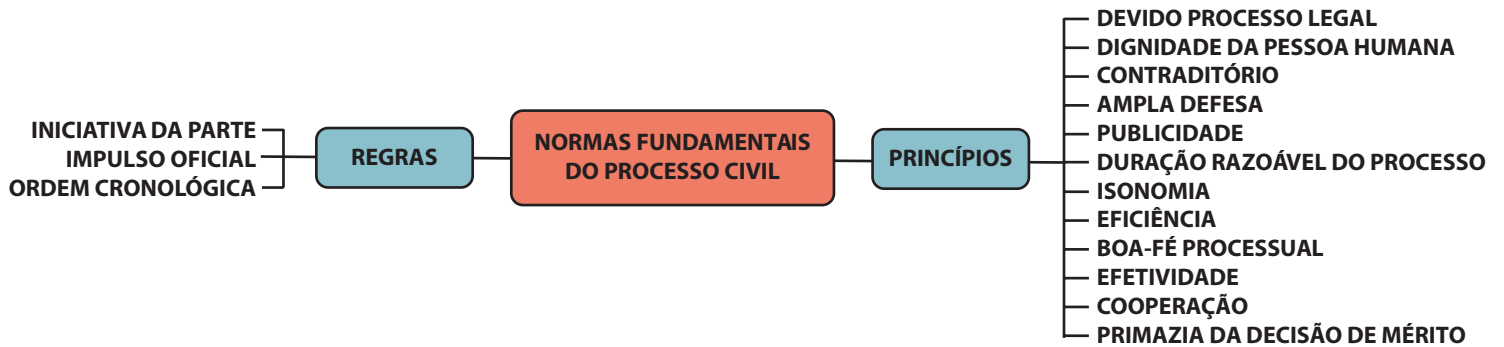 INICIATIVA DA PARTE
IMPULSO OFICIAL
ORDEM CRONOLÓGICA
REGRAS
NORMAS FUNDAMENTAIS
DO PROCESSO CIVIL
PRINCÍPIOS
DEVIDO PROCESSO LEGAL
DIGNIDADE DA PESSOA HUMANA
CONTRADITÓRIO
AMPLA DEFESA
PUBLICIDADE
DURAÇÃO RAZOÁVEL DO PROCESSO
ISONOMIA
EFICIÊNCIA
BOA-FÉ PROCESSUAL
EFETIVIDADE
COOPERAÇÃO
PRIMAZIA DA DECISÃO DE MÉRITO